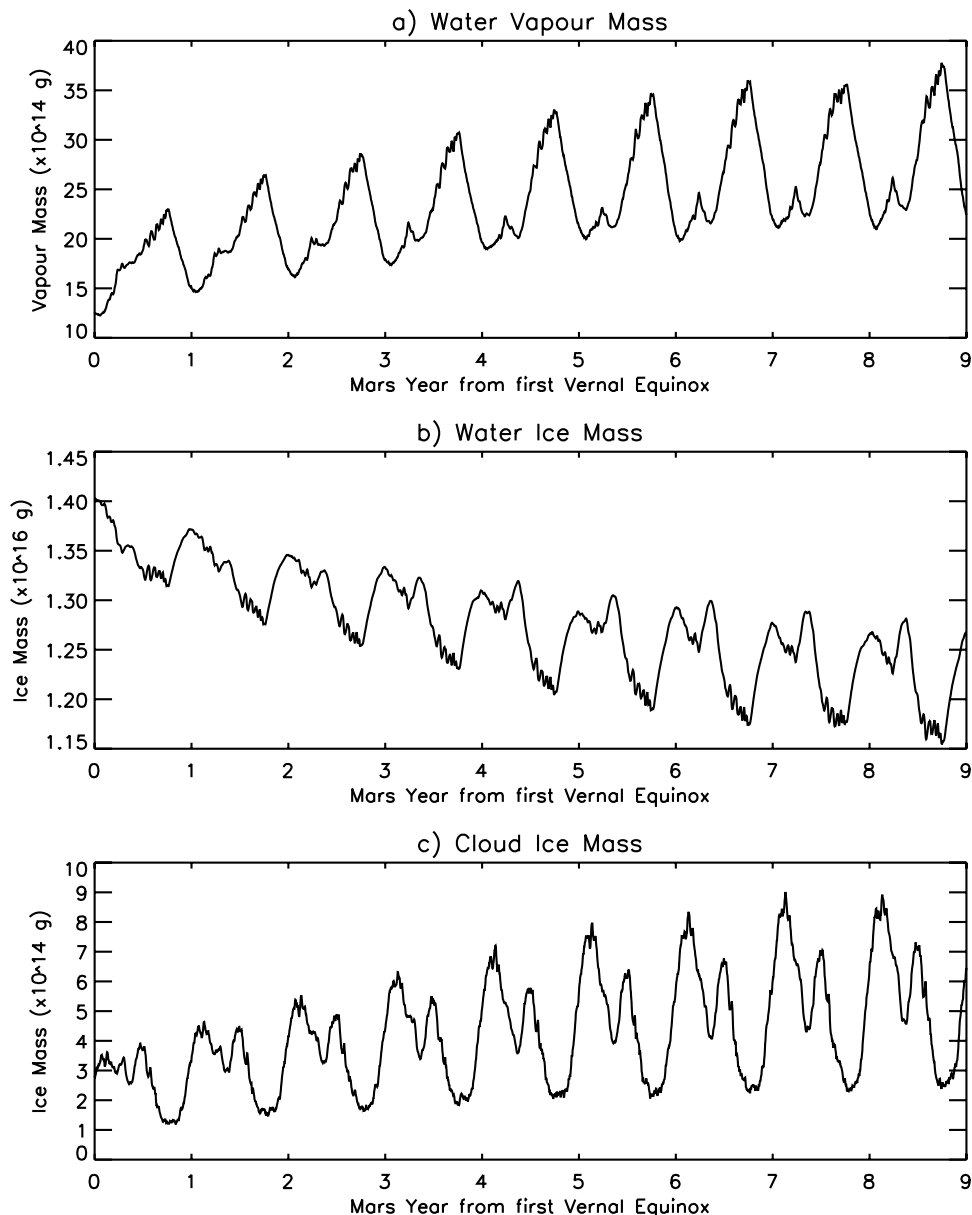 a) Water Vapour Mass
40
35
30
25
20
15
10
Vapour Mass (x10^14 g)
0 1 2 3 4 5 6 7 8 9
Mars Year from first Vernal Equinox
b) Water Ice Mass
1.45
1.40
1.35
1.30
1.25
1.20
1.15
Ice Mass (x10^16 g)
0 1 2 3 4 5 6 7 8 9
Mars Year from first Vernal Equinox
c) Cloud Ice Mass
10
9
8
7
6
5
4
3
2
1
0
Ice Mass (x10^14 g)
0 1 2 3 4 5 6 7 8 9
Mars Year from first Vernal Equinox